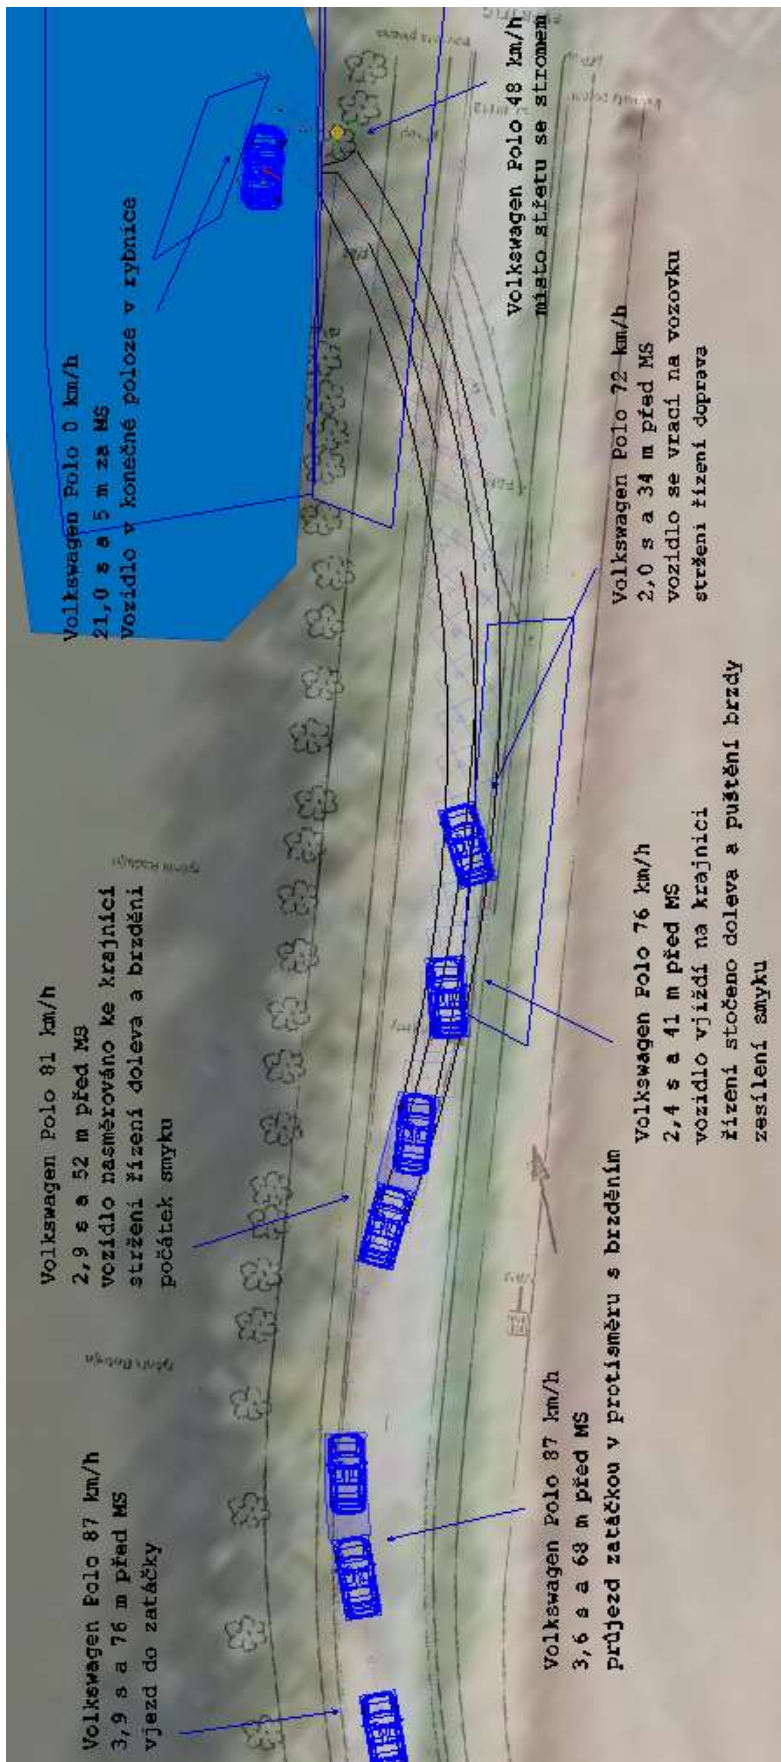 Volkswagen Polo 87 km/h
3,9 s a 76 m před MS
vjezd do zatáčky
Volkswagen Polo 87 km/h
3,6 s a 68 m před MS
průjezd zatáčkou v protisměru s brzděním
Volkswagen Polo 81 km/h
2,9 s a 52 m před MS
vozidlo nasměrováno ke krajnici
stržení řízení doleva a brzdění
počátek smyku
Volkswagen Polo 76 km/h
2,4 s a 41 m před MS
vozidlo vjíždí na krajnici
řízení stočeno doleva a puštění brzdy
zesílení smyku
Volkswagen Polo 72 km/h
2,0 s a 34 m před MS
vozidlo se vrací na vozovku
stržení řízení doprava
Volkswagen Polo 48 km/h
místo střetu se stromem
Volkswagen Polo 0 km/h
21,0 s a 5 m za MS
Vozidlo v konečné poloze v rybníce